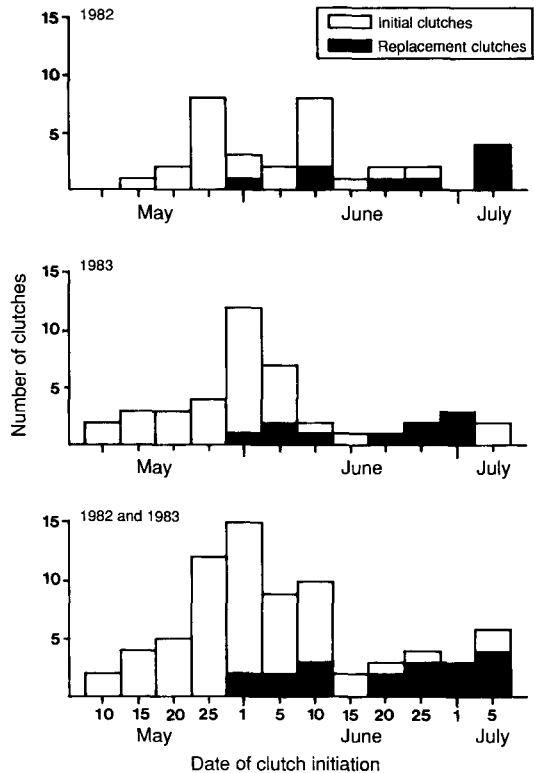 1982
Initial clutches
Replacement clutches
15
10
5
May June July
1983
15
10
5
May June July
Number of clutches
1982 and 1983
15
10
5
10 15 20 25 1 5 10 15 20 25 1 5
May June July
Date of clutch initiation